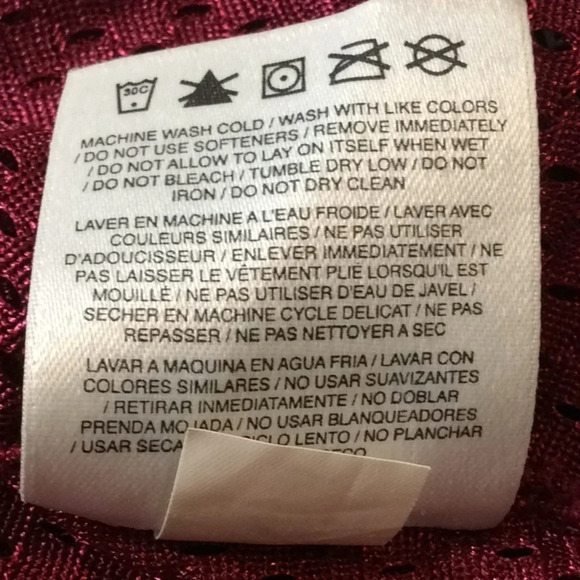 30C
MACHINE WASH COLD / WASH WITH LIKE COLORS
/ DO NOT USE SOFTENERS / REMOVE IMMEDIATELY
/ DO NOT ALLOW TO LAY ON ITSELF WHEN WET
/ DO NOT BLEACH / TUMBLE DRY LOW / DO NOT
IRON / DO NOT DRY CLEAN
LAVER EN MACHINE A L'EAU FROIDE / LAVER AVEC
COULEURS SIMILAIRES / NE PAS UTILISER
D'ADOUCISSEUR / ENLEVER IMMEDIATEMENT / NE
PAS LAISSER LE VÊTEMENT PLIE LORSQU'IL EST
MOUILLÉ / NE PAS UTILISER D'EAU DE JAVEL /
SECHER EN MACHINE CYCLE DELICAT / NE PAS
REPASSER / NE PAS NETTOYER A SEC
LAVAR A MAQUINA EN AGUA FRIA / LAVAR CON
COLORES SIMILARES / NO USAR SUAVIZANTES
/ RETIRAR INMEDIATAMENTE / NO DOBLAR
PRENDA MOJADA / NO USAR BLANQUEADORES
/ USAR LENTO / NO PLANCHAR